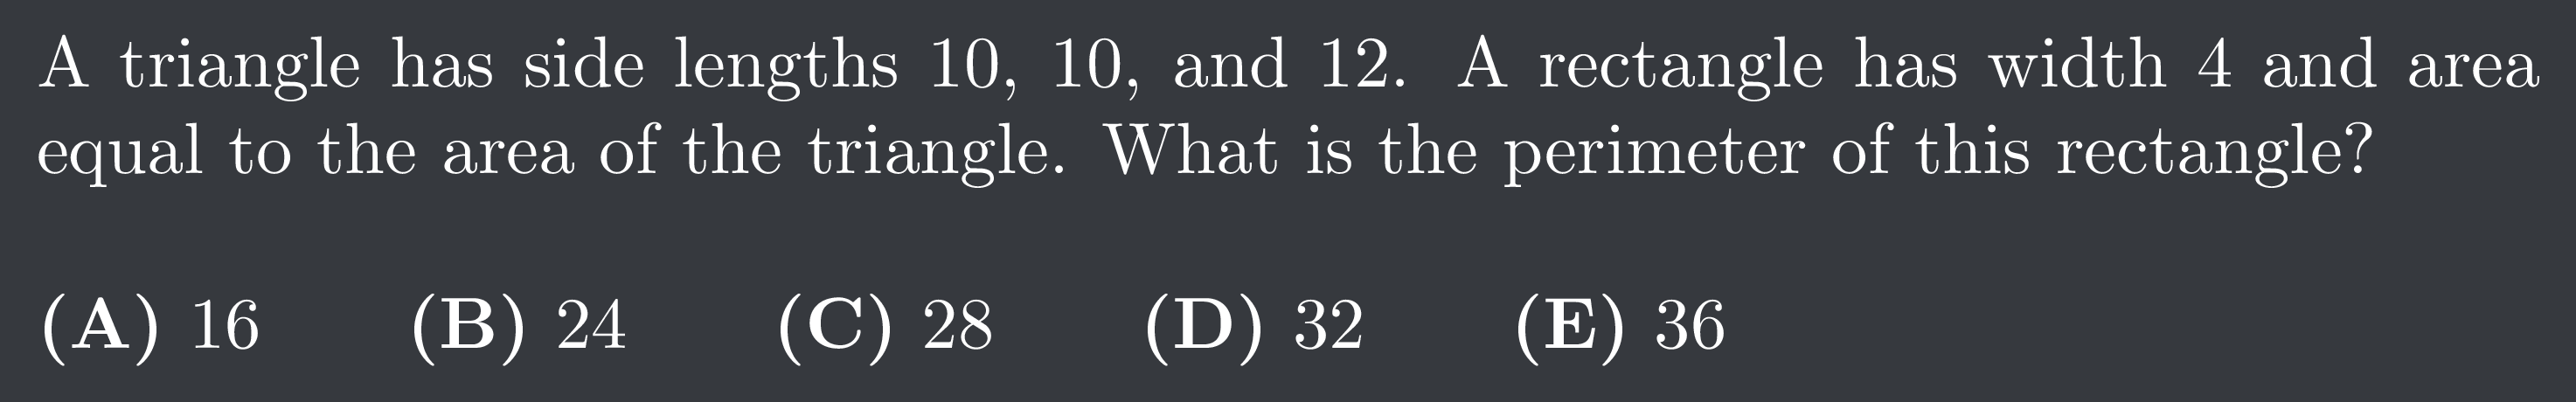 A triangle has side lengths 10, 10, and 12. A rectangle has width 4 and area
equal to the area of the triangle. What is the perimeter of this rectangle?
(A) 16 (B) 24 (C) 28 (D) 32 (E) 36